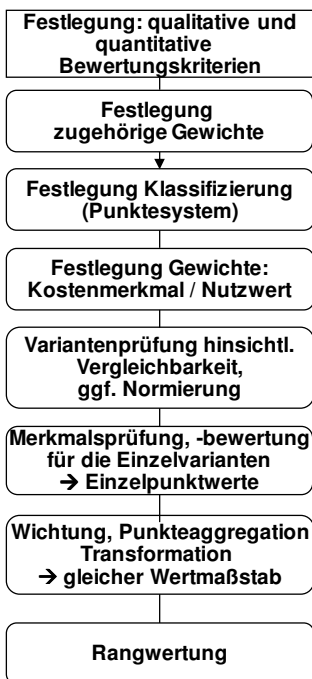 Festlegung: qualitative und
quantitative
Bewertungskriterien
Festlegung
zugehörige Gewichte
Festlegung Klassifizierung
(Punktesystem)
Festlegung Gewichte:
Kostenmerkmal / Nutzwert
Variantenprüfung hinsichtl.
Vergleichbarkeit,
ggf. Normierung
Merkmalsprüfung, -bewertung
für die Einzelvarianten
→ Einzelpunktwerte
Wichtung, Punkteaggregation
Transformation
→ gleicher Wertmaßstab
Rangwertung